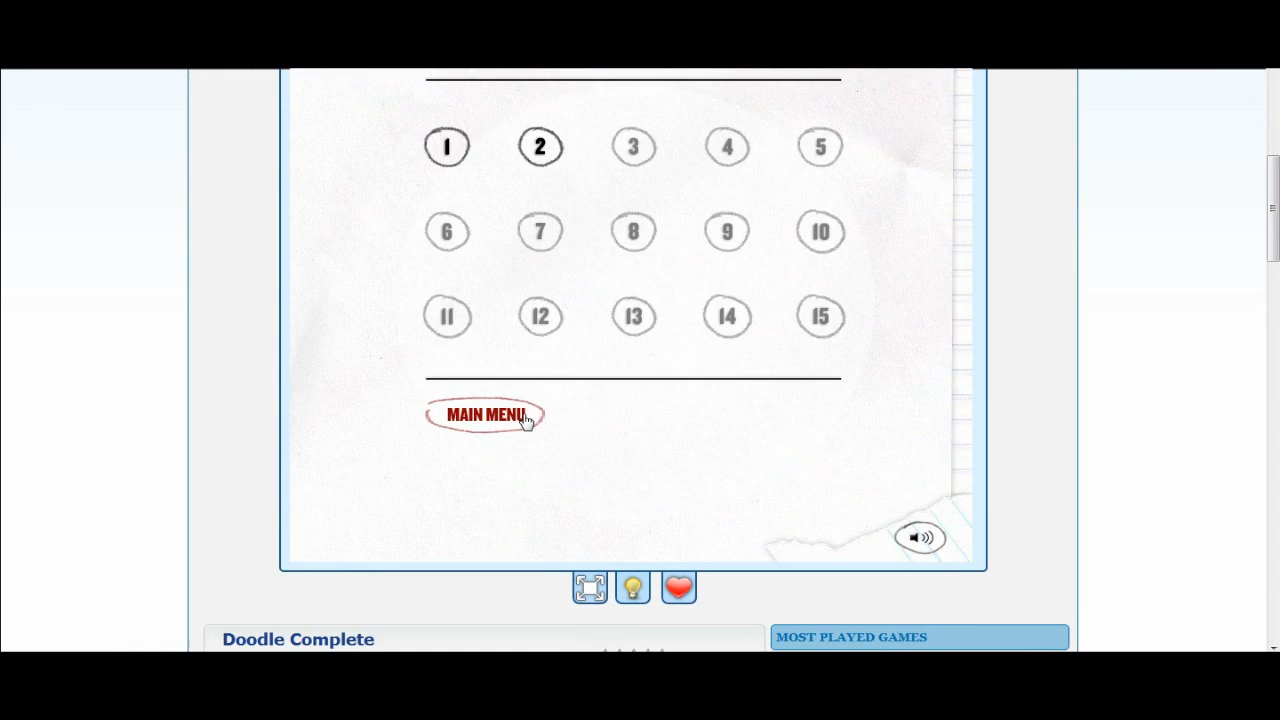 1 2 3 4 5
6 7 8 9 10
11 12 13 14 15
MAIN MENU
Doodle Complete
MOST PLAYED GAMES